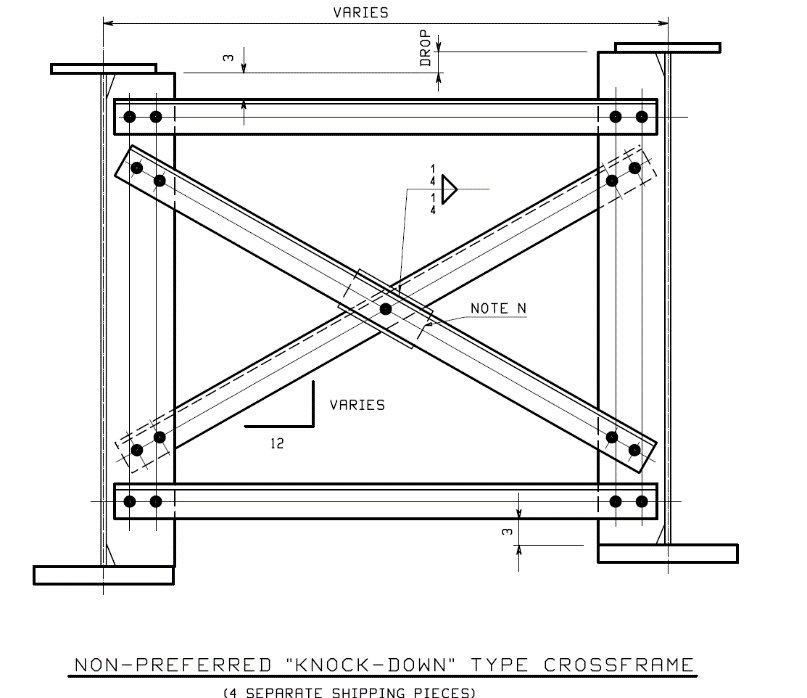 VARIES
DROP
3
1
4
1
4
NOTE N
VARIES
12
3
NON-PREFERRED "KNOCK-DOWN" TYPE CROSSFRAME
(4 SEPARATE SHIPPING PIECES)